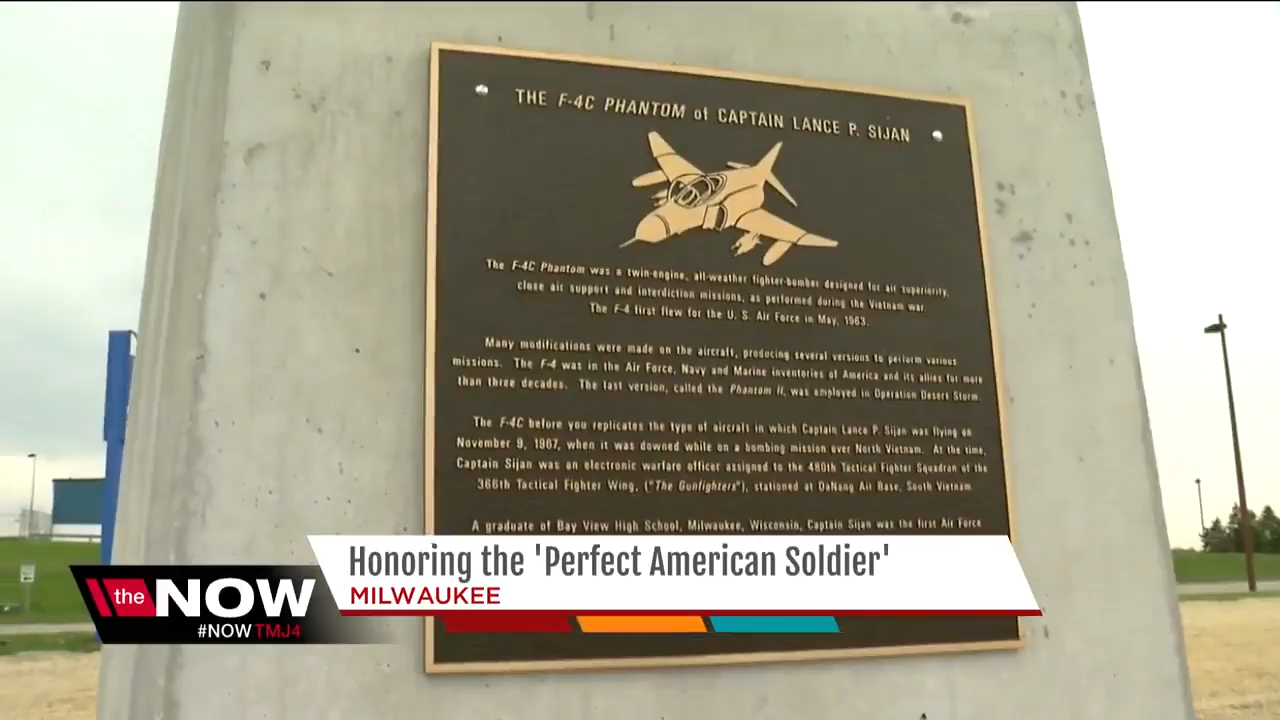 THE F-4C PHANTOM of CAPTAIN LANCE P. SIJAN
The F-4C Phantom was a twin-engine, all-weather fighter-bomber designed for air superiority,
close air support and interdiction missions, as performed during the Vietnam war.
The F-4 first flew for the U. S. Air Force in May, 1963.
Many modifications were made on the aircraft, producing several versions to perform various
missions. The F-4 was in the Air Force, Navy and Marine inventories of America and its allies for more
than three decades. The last version, called the Phantom II, was employed in Operation Desert Storm.
The F-4C before you replicates the type of aircraft in which Captain Lance P. Sijan was flying on
November 9, 1967, when it was downed while on a bombing mission over North Vietnam. At the time,
Captain Sijan was an electronic warfare officer assigned to the 480th Tactical Fighter Squadron of the
366th Tactical Fighter Wing, ("The Gunfighters"), stationed at DaNang Air Base, South Vietnam
A graduate of Bay View High School, Milwaukee, Wisconsin, Captain Sijan was the first Air Force
Honoring the 'Perfect American Soldier'
MILWAUKEE
the NOW
#NOWTMJ4